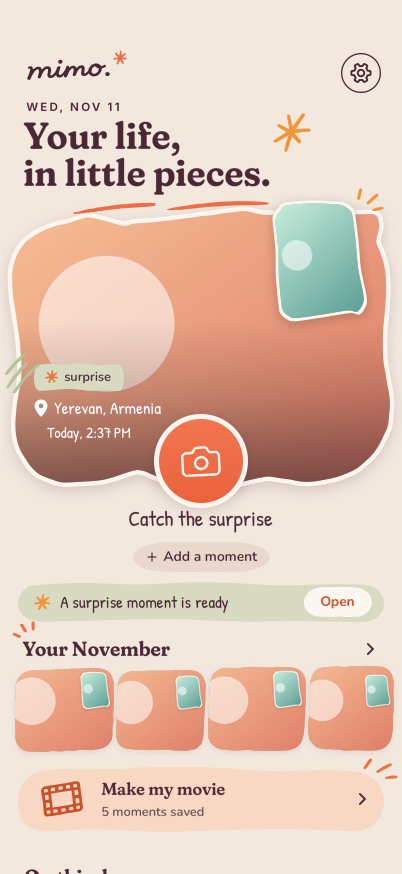 mimo.
WED, NOV 11
Your life,
in little pieces.
surprise
Yerevan, Armenia
Today, 2:37 PM
Catch the surprise
+ Add a moment
A surprise moment is ready
Open
Your November
Make my movie
5 moments saved